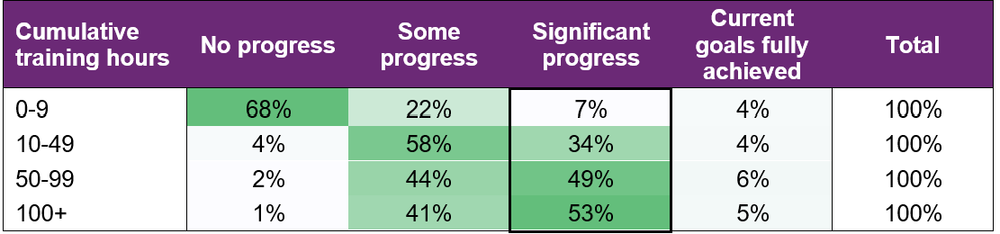 Cumulative training hours No progress Some progress Significant progress Current goals fully achieved Total
0-9 68% 22% 7% 4% 100%
10-49 4% 58% 34% 4% 100%
50-99 2% 44% 49% 6% 100%
100+ 1% 41% 53% 5% 100%